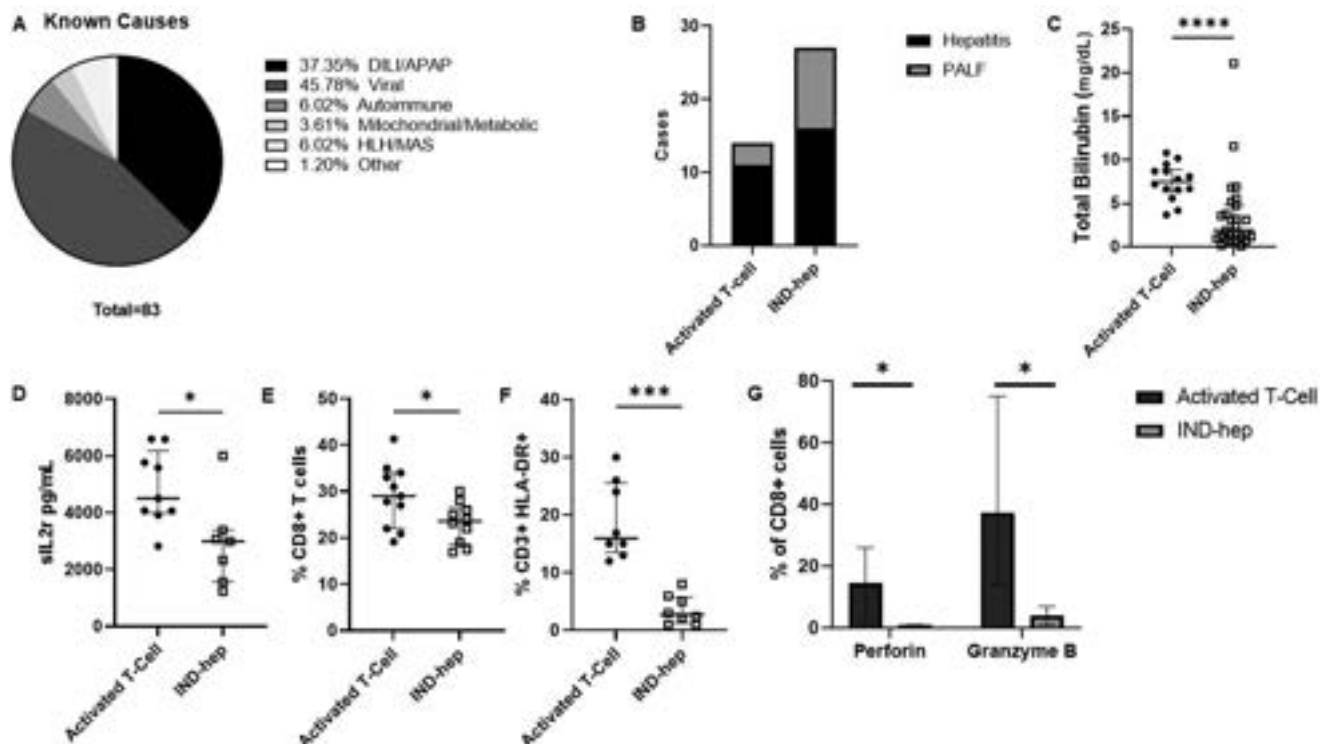 A Known Causes
37.35% DILI/APAP
45.78% Viral
6.02% Autoimmune
3.61% Mitochondrial/Metabolic
6.02% HLH/MAS
1.20% Other
Total=83
B
Cases
30
20
10
0
Activated T-cell
IND-hep
Hepatitis
PALF
C
****
Total Bilirubin (mg/dL)
25
20
15
10
5
0
Activated T-Cell
IND-hep
D
*
sIL2r pg/mL
8000
6000
4000
2000
0
Activated T-Cell
IND-hep
E
*
% CD8+ T cells
50
40
30
20
10
0
Activated T-Cell
IND-hep
F
***
% CD3+ HLA-DR+
40
30
20
10
0
Activated T-Cell
IND-hep
G
* *
% of CD8+ cells
80
60
40
20
0
Perforin Granzyme B
Activated T-Cell
IND-hep